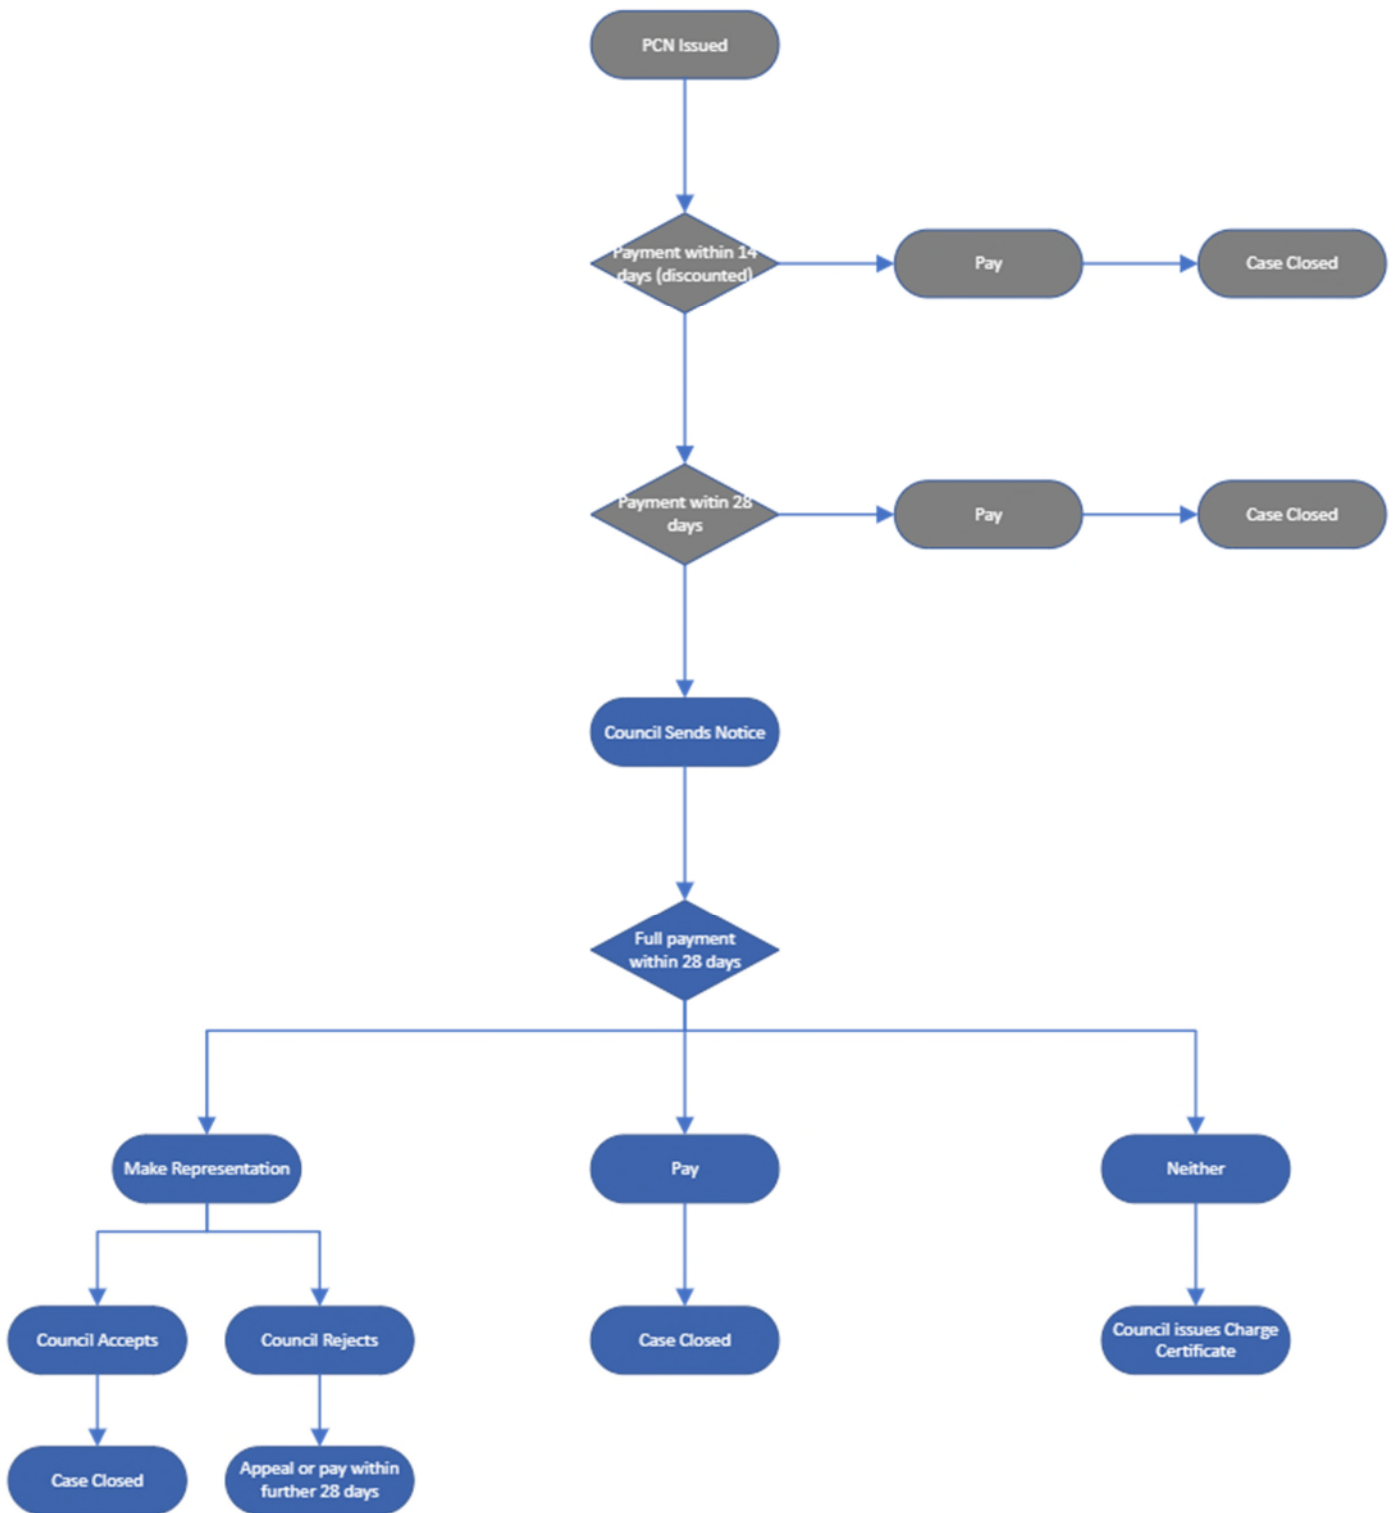 PCN Issued
Payment within 14
days (discounted)
Pay
Case Closed
Payment witin 28
days
Pay
Case Closed
Council Sends Notice
Full payment
within 28 days
Make Representation
Pay
Neither
Council Accepts
Council Rejects
Case Closed
Council issues Charge
Certificate
Case Closed
Appeal or pay within
further 28 days